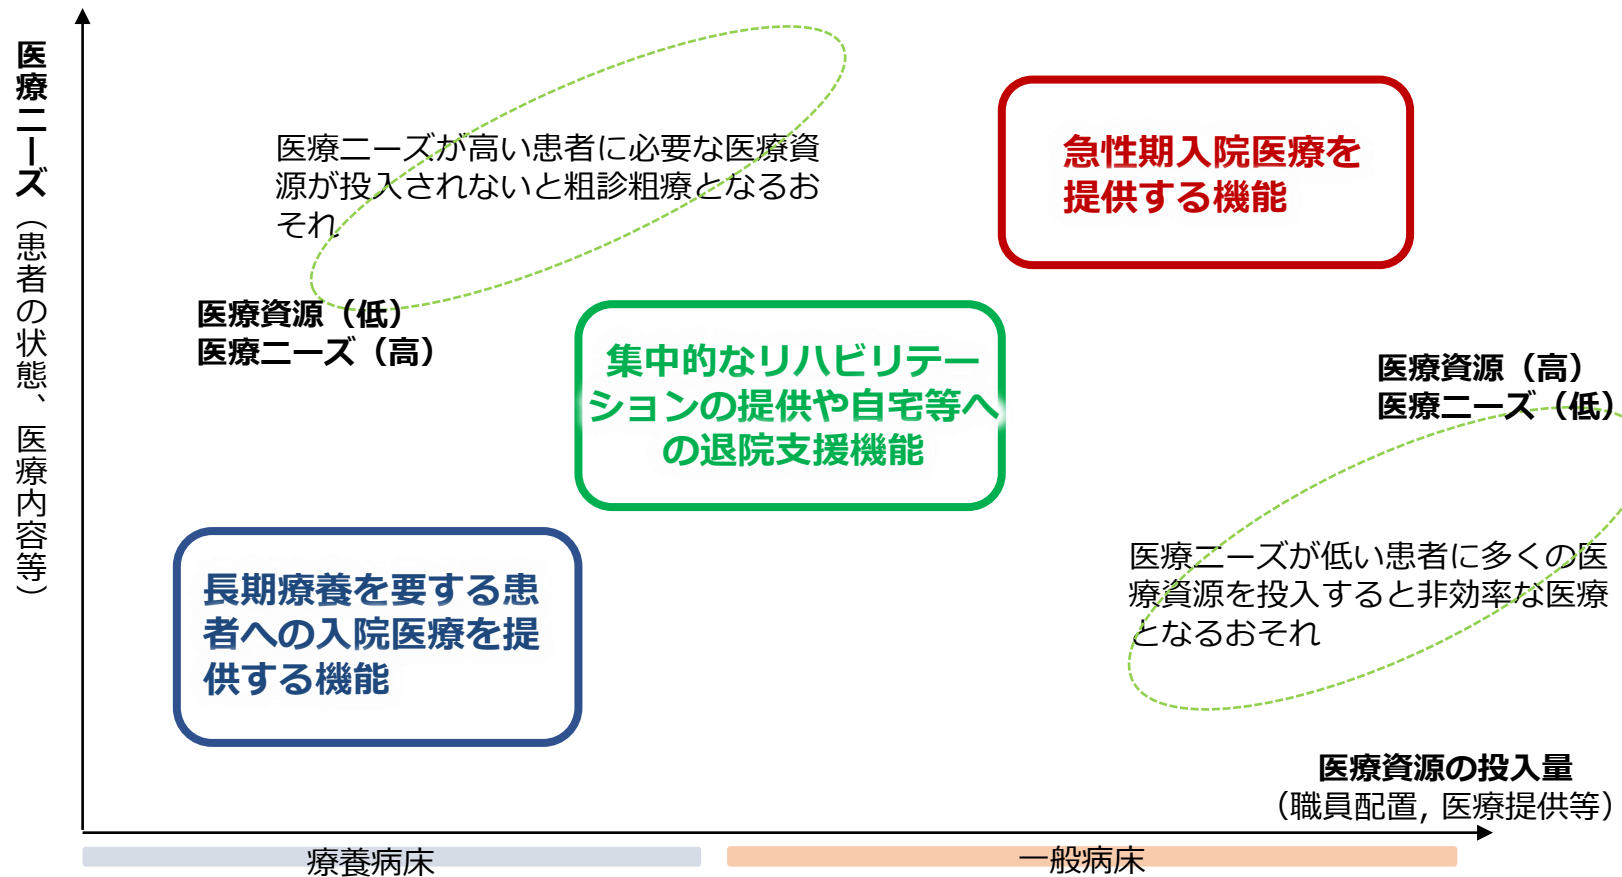 医療ニーズ（患者の状態、医療内容等）
医療ニーズが高い患者に必要な医療資
源が投入されないと粗診粗療となるお
それ
医療資源（低）
医療ニーズ（高）
急性期入院医療を
提供する機能
集中的なリハビリテー
ションの提供や自宅等へ
の退院支援機能
医療資源（高）
医療ニーズ（低）
長期療養を要する患
者への入院医療を提
供する機能
医療ニーズが低い患者に多くの医
療資源を投入すると非効率な医療
となるおそれ
医療資源の投入量
（職員配置, 医療提供等）
療養病床
一般病床